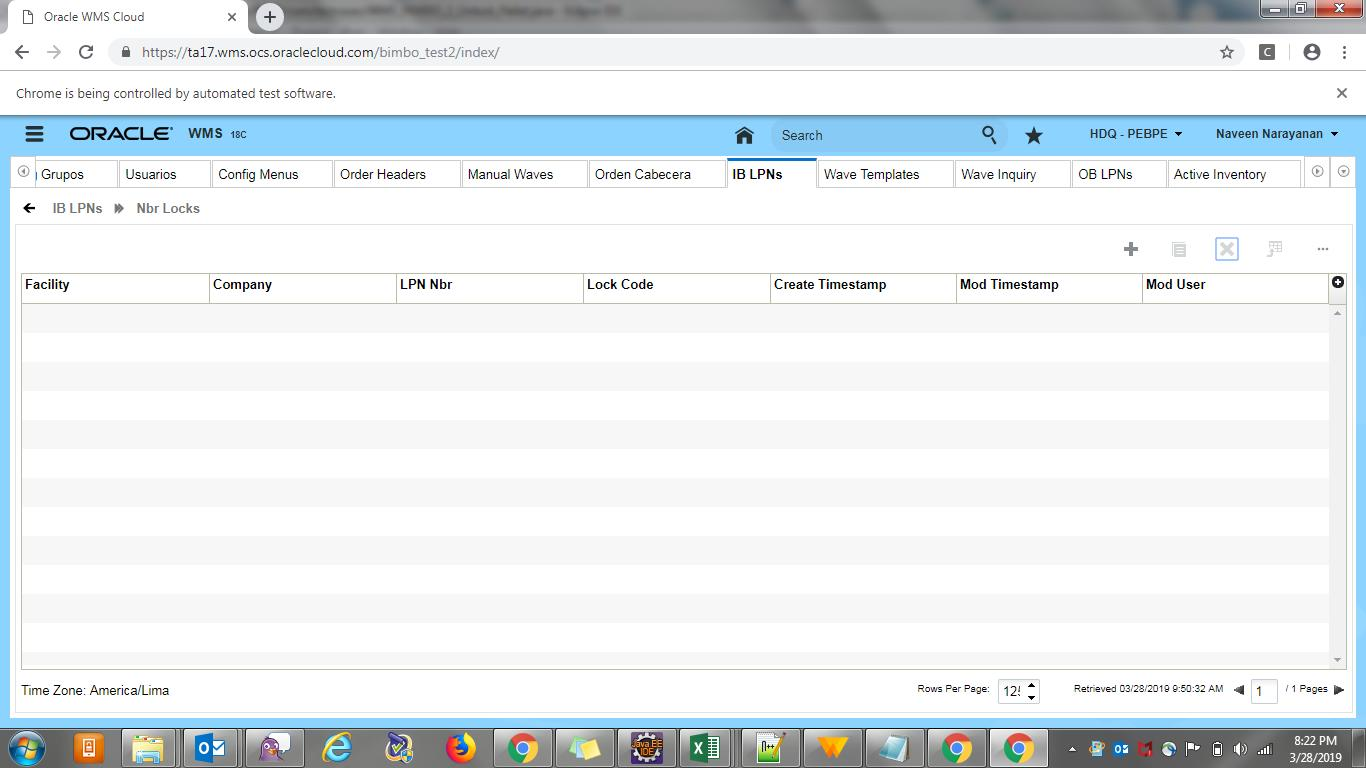 Oracle WMS Cloud
https://ta17.wms.ocs.oraclecloud.com/bimbo_test2/index/
C
Chrome is being controlled by automated test software.
ORACLE WMS 18C Search HDQ - PEBPE Naveen Narayanan
Grupos Usuarios Config Menus Order Headers Manual Waves Orden Cabecera IB LPNs Wave Templates Wave Inquiry OB LPNs Active Inventory
IB LPNs Nbr Locks
Facility Company LPN Nbr Lock Code Create Timestamp Mod Timestamp Mod User
Time Zone: America/Lima Rows Per Page: 125 Retrieved 03/28/2019 9:50:32 AM 1 / 1 Pages
Java EE
IDE
8:22 PM
3/28/2019